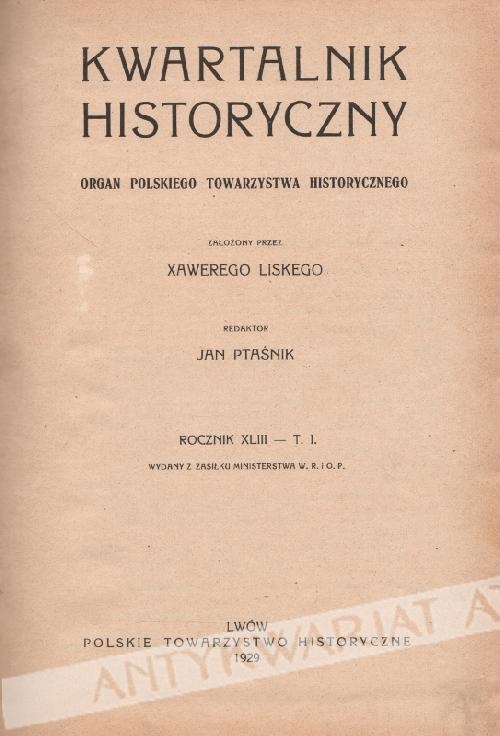 KWARTALNIK
HISTORYCZNY
ORGAN POLSKIEGO TOWARZYSTWA HISTORYCZNEGO
ZAŁOŻONY PRZEZ
XAWEREGO LISKEGO
REDAKTOR
JAN PTAŚNIK
ROCZNIK XLIII — T. I.
WYDANY Z ZASIŁKU MINISTERSTWA W. R. i O. P.
LWÓW
POLSKIE TOWARZYSTWO HISTORYCZNE
1929
ANTYKWARIAT